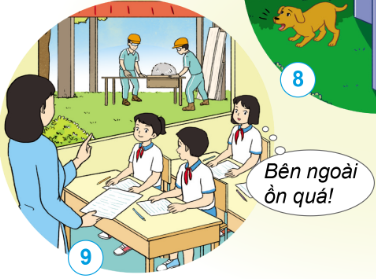 8
Bên ngoài
ồn quá!
9